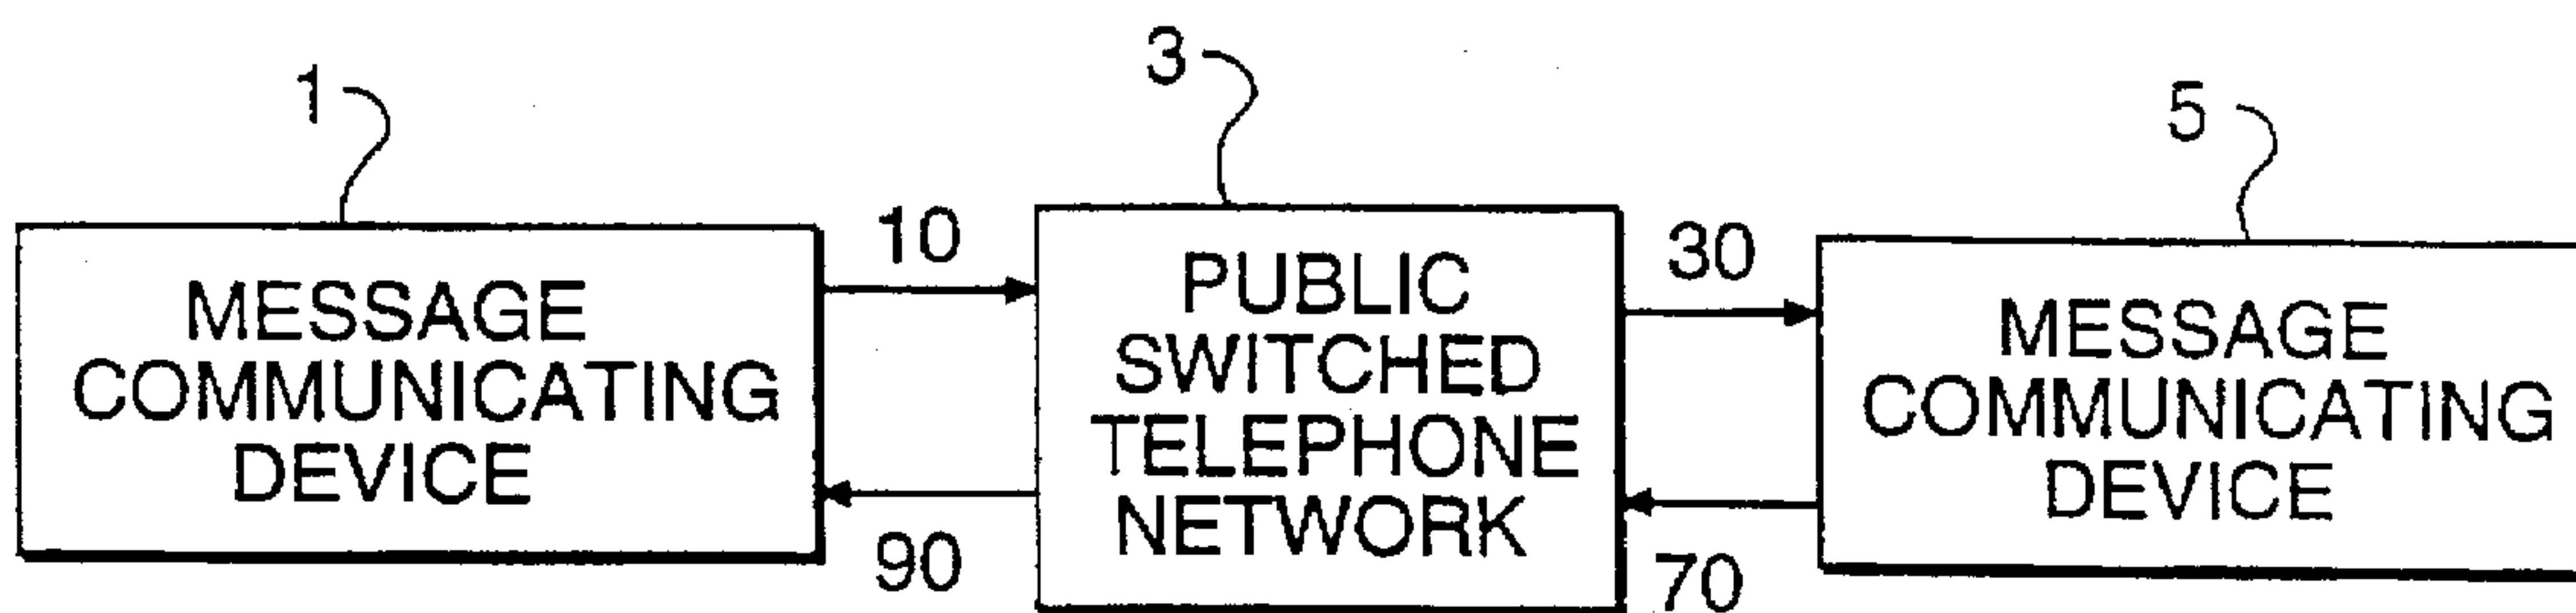 1
3
5
MESSAGE
COMMUNICATING
DEVICE
10
90
PUBLIC
SWITCHED
TELEPHONE
NETWORK
30
70
MESSAGE
COMMUNICATING
DEVICE